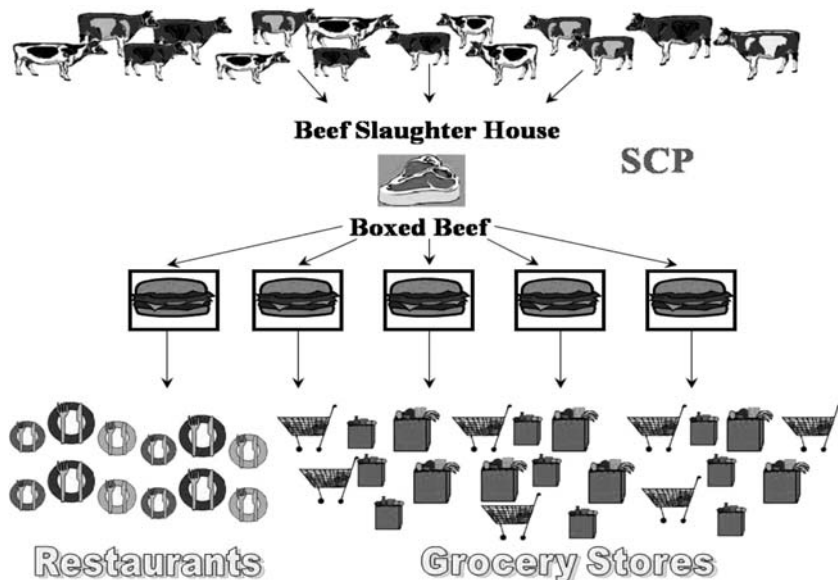 Beef Slaughter House
SCP
Boxed Beef
Restaurants
Grocery Stores